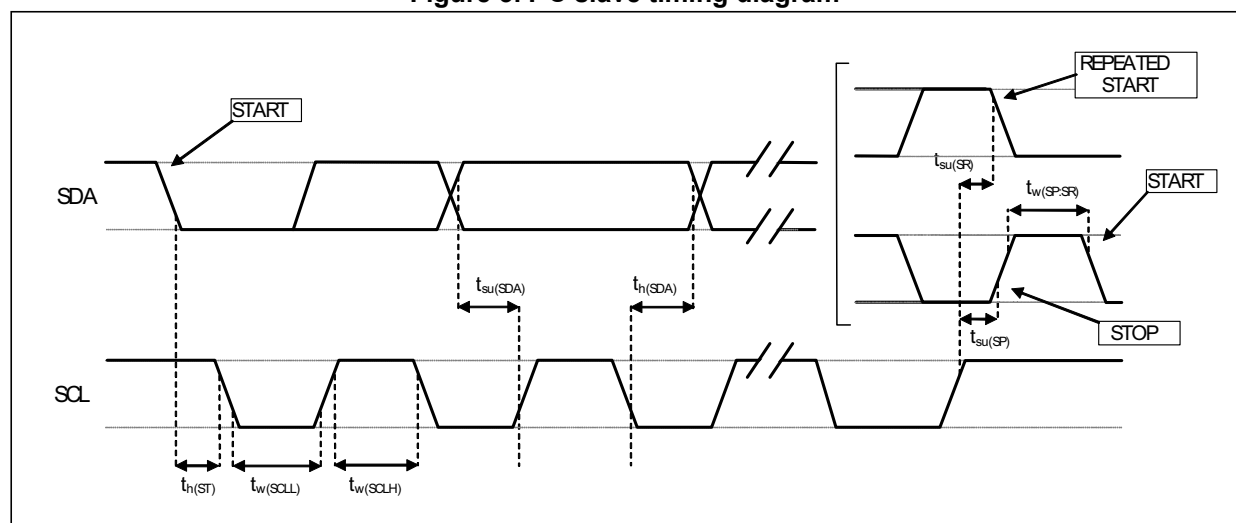 REPEATED
START
START
SDA
t_su(SR)
t_w(SP:SR)
START
t_su(SDA)
t_h(SDA)
t_su(SP)
STOP
SCL
t_h(ST)
t_w(SCLL)
t_w(SCLH)